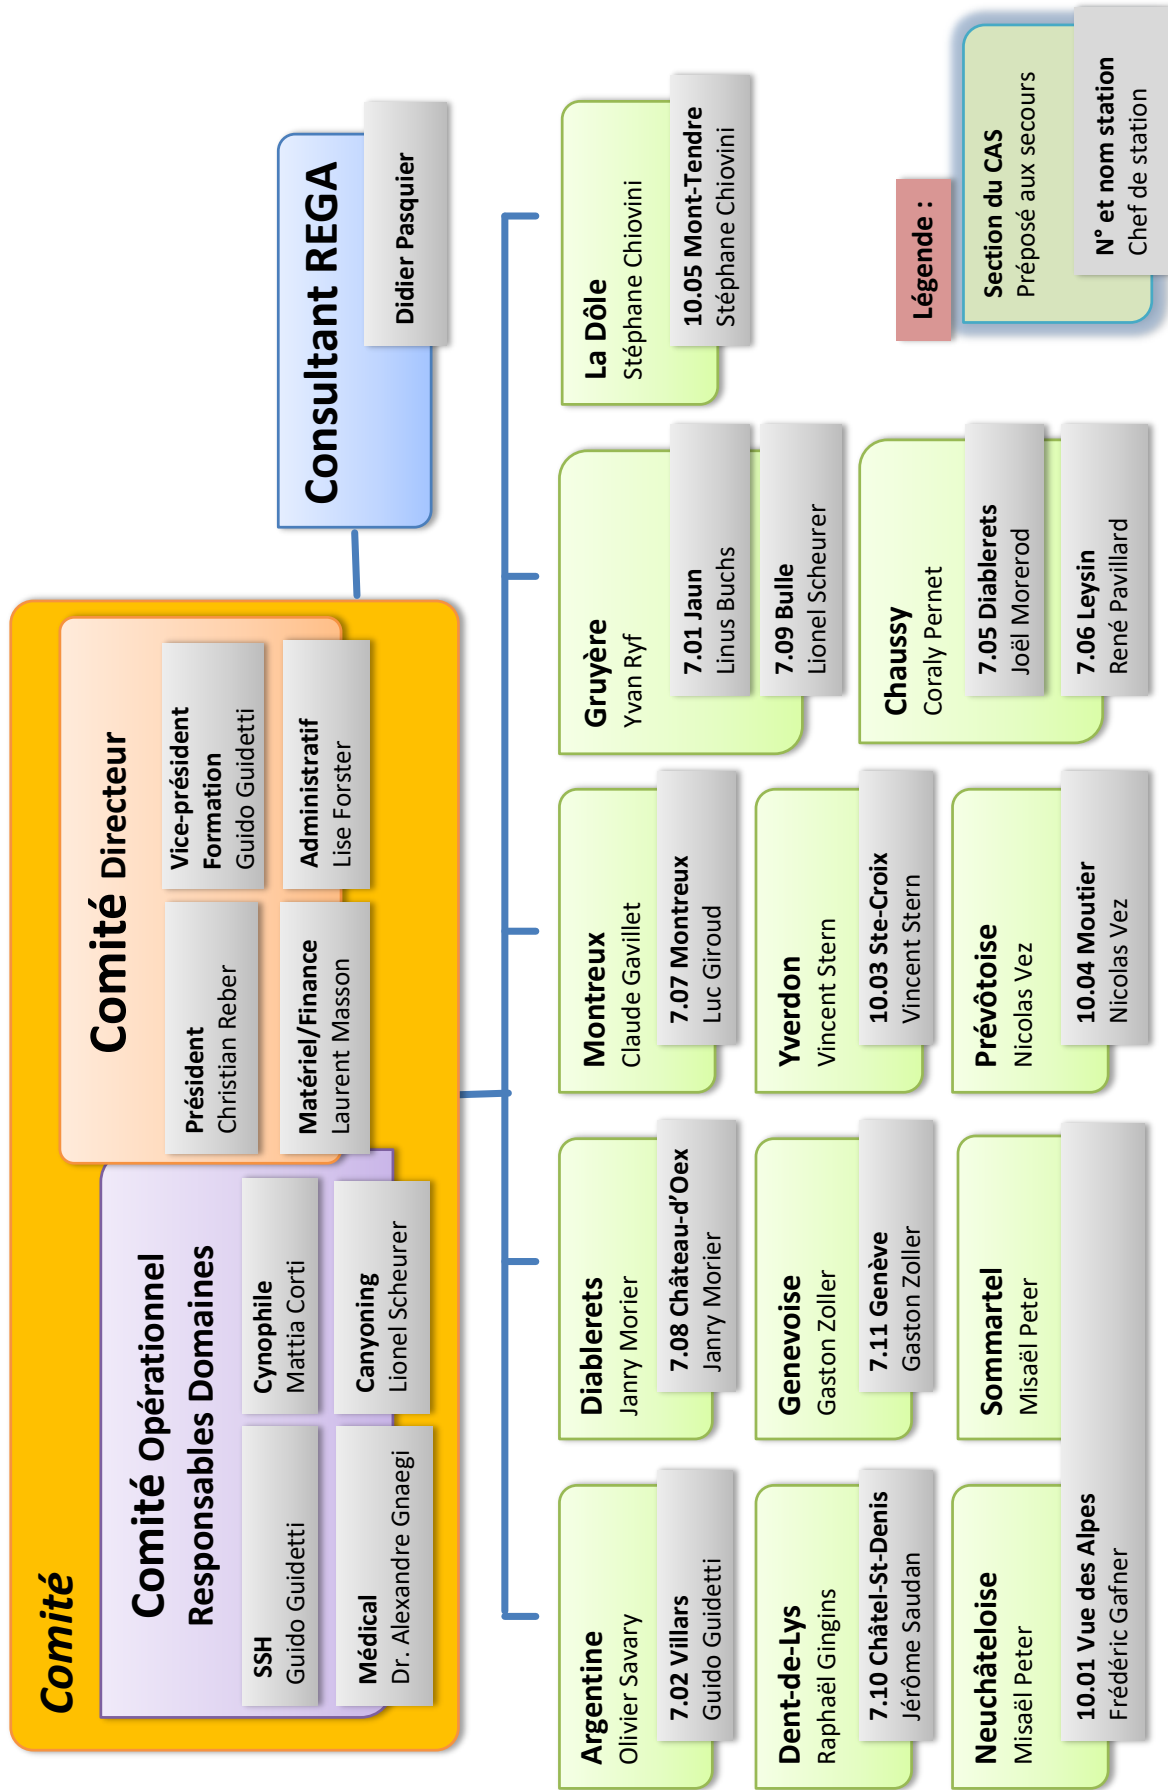 Comité
Comité Opérationnel
Responsables Domaines
SSH
Guido Guidetti
Cynophile
Mattia Corti
Médical
Dr. Alexandre Gnaegi
Canyoning
Lionel Scheurer
Comité Directeur
Président
Christian Reber
Vice-président
Formation
Guido Guidetti
Matériel/Finance
Laurent Masson
Administratif
Lise Forster
Consultant REGA
Didier Pasquier
Argentine
Olivier Savary
7.02 Villars
Guido Guidetti
Diablerets
Janry Morier
7.08 Château-d’Oex
Janry Morier
Montreux
Claude Gavillet
7.07 Montreux
Luc Giroud
Gruyère
Yvan Ryf
7.01 Jaun
Linus Buchs
7.09 Bulle
Lionel Scheurer
La Dôle
Stéphane Chiovini
10.05 Mont-Tendre
Stéphane Chiovini
Dent-de-Lys
Raphaël Gingins
7.10 Châtel-St-Denis
Jérôme Saudan
Genevoise
Gaston Zoller
7.11 Genève
Gaston Zoller
Yverdon
Vincent Stern
10.03 Ste-Croix
Vincent Stern
Chaussy
Coraly Pernet
7.05 Diablerets
Joël Morerod
7.06 Leysin
René Pavillard
Neuchâteloise
Misaël Peter
Sommartel
Misaël Peter
10.01 Vue des Alpes
Frédéric Gafner
Prévôtoise
Nicolas Vez
10.04 Moutier
Nicolas Vez
Légende :
Section du CAS
Préposé aux secours
N° et nom station
Chef de station